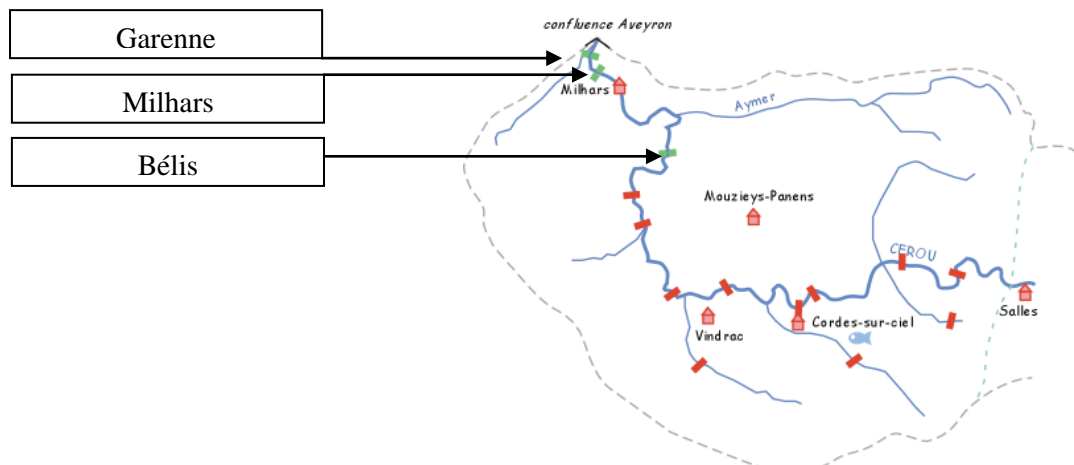 Garenne
confluence Aveyron
Milhars
Milhars
Aymer
Bélis
Mouzieys-Panens
CEROU
Salles
Vindrac
Cordes-sur-ciel